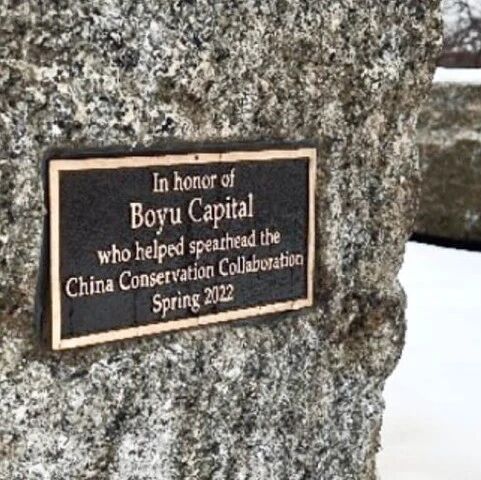 In honor of
Boyu Capital
who helped spearhead the
China Conservation Collaboration
Spring 2022